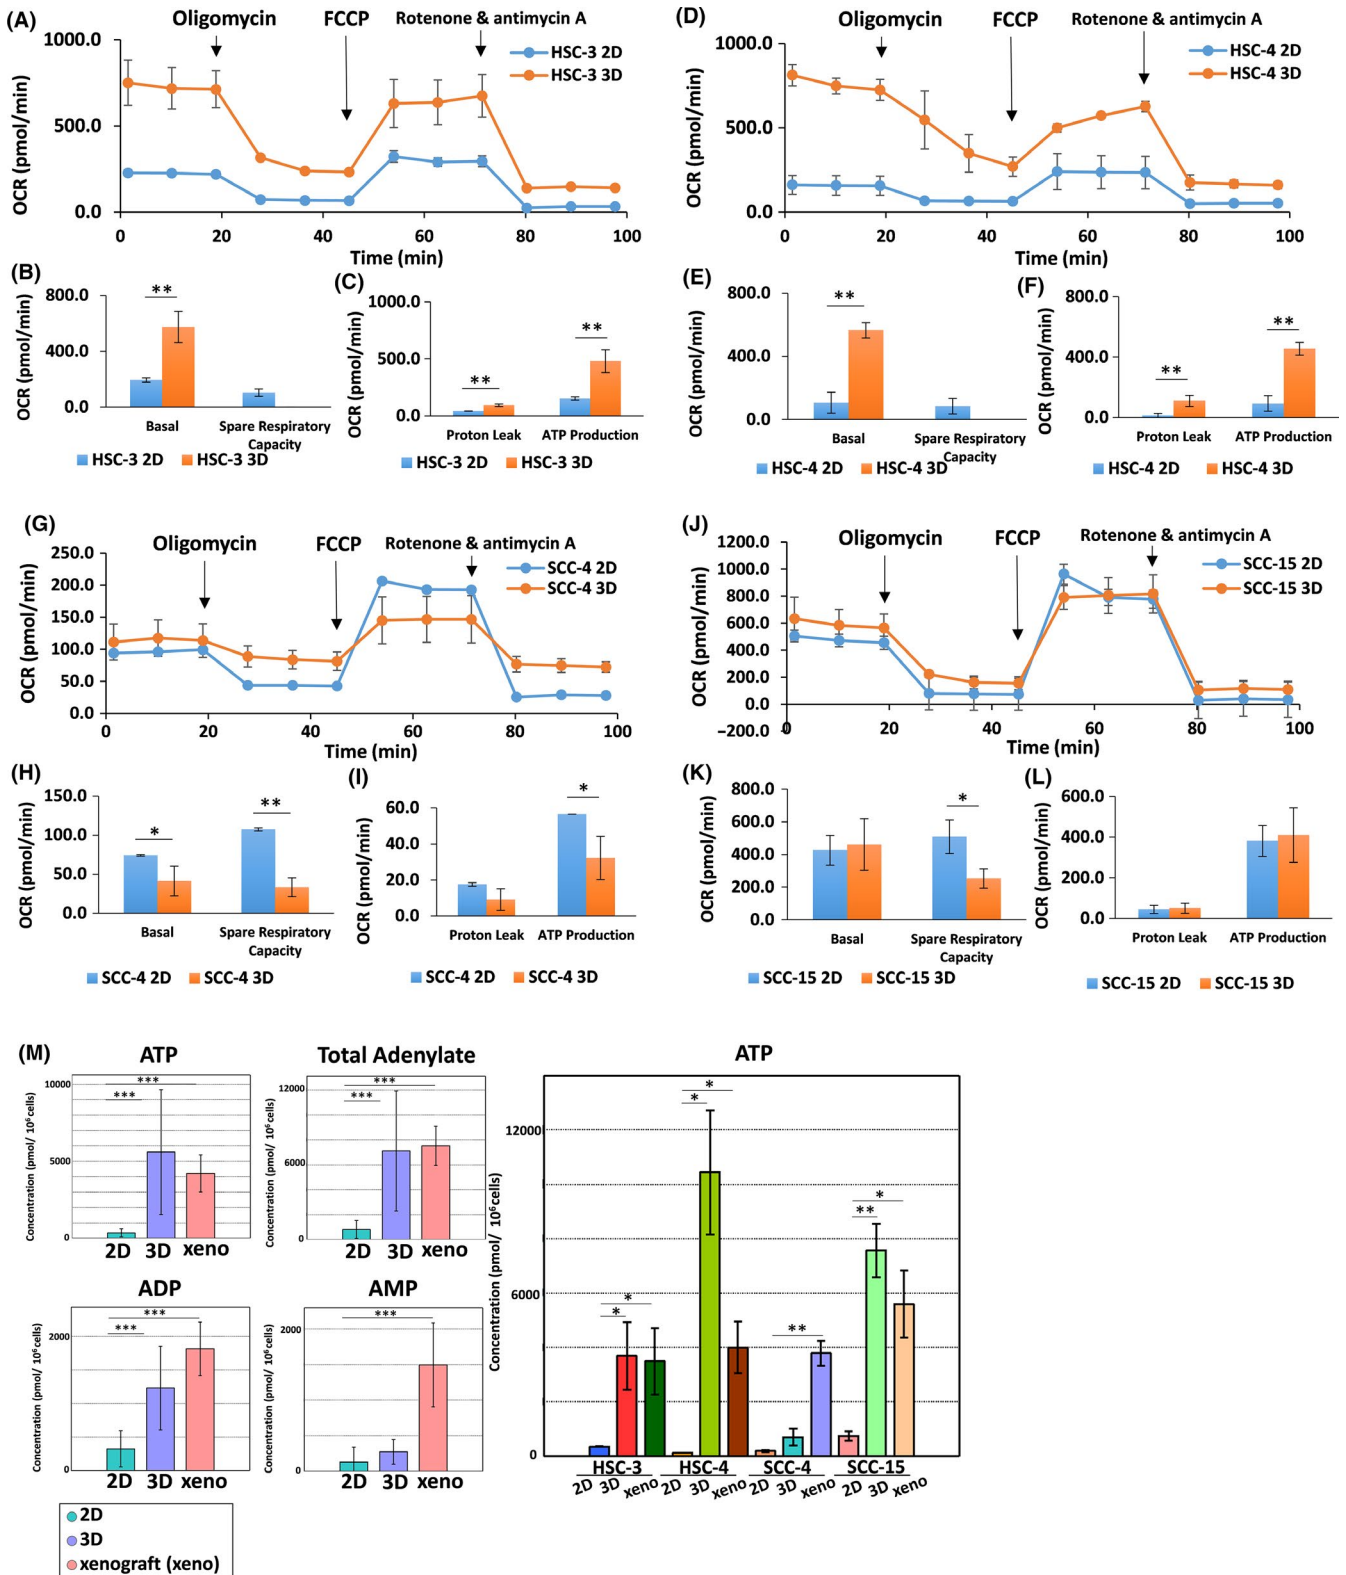 (A)
Oligomycin
FCCP
Rotenone & antimycin A
HSC-3 2D
HSC-3 3D
OCR (pmol/min)
1000.0
500.0
0.0
0 20 40 60 80 100
Time (min)
(D)
Oligomycin
FCCP
Rotenone & antimycin A
HSC-4 2D
HSC-4 3D
OCR (pmol/min)
1000.0
500.0
0.0
0 20 40 60 80 100
Time (min)
(B)
OCR (pmol/min)
800.0
400.0
0.0
**
Basal
Spare Respiratory
Capacity
HSC-3 2D HSC-3 3D
(C)
OCR (pmol/min)
1000.0
500.0
0.0
**
**
Proton Leak ATP Production
HSC-3 2D HSC-3 3D
(E)
OCR (pmol/min)
800.0
400.0
0.0
**
Basal
Spare Respiratory
Capacity
HSC-4 2D HSC-4 3D
(F)
OCR (pmol/min)
800.0
400.0
0.0
**
**
Proton Leak ATP Production
HSC-4 2D HSC-4 3D
(G)
Oligomycin
FCCP
Rotenone & antimycin A
SCC-4 2D
SCC-4 3D
OCR (pmol/min)
250.0
200.0
150.0
100.0
50.0
0.0
0 20 40 60 80 100
Time (min)
(J)
Oligomycin
FCCP
Rotenone & antimycin A
SCC-15 2D
SCC-15 3D
OCR (pmol/min)
1200.0
1000.0
800.0
600.0
400.0
200.0
0.0
−200.0
0 20 40 60 80 100
Time (min)
(H)
OCR (pmol/min)
150.0
100.0
50.0
0.0
*
**
Basal
Spare Respiratory
Capacity
SCC-4 2D SCC-4 3D
(I)
OCR (pmol/min)
60.0
40.0
20.0
0.0
*
Proton Leak ATP Production
SCC-4 2D SCC-4 3D
(K)
OCR (pmol/min)
800.0
600.0
400.0
200.0
0.0
*
Basal
Spare Respiratory
Capacity
SCC-15 2D SCC-15 3D
(L)
OCR (pmol/min)
600.0
400.0
200.0
0.0
Proton Leak ATP Production
SCC-15 2D SCC-15 3D
(M)
ATP
Concentration (pmol/ 10⁶ cells)
10000
5000
0
***
***
2D 3D xeno
Total Adenylate
Concentration (pmol/ 10⁶ cells)
12000
6000
0
***
***
2D 3D xeno
ADP
Concentration (pmol/ 10⁶ cells)
2000
0
***
***
2D 3D xeno
AMP
Concentration (pmol/ 10⁶ cells)
2000
0
***
2D 3D xeno
2D
3D
xenograft (xeno)
ATP
Concentration (pmol/ 10⁶ cells)
12000
6000
0
*
*
*
*
**
*
**
HSC-3 HSC-4 SCC-4 SCC-15
2D 3D xeno 2D 3D xeno 2D 3D xeno 2D 3D xeno